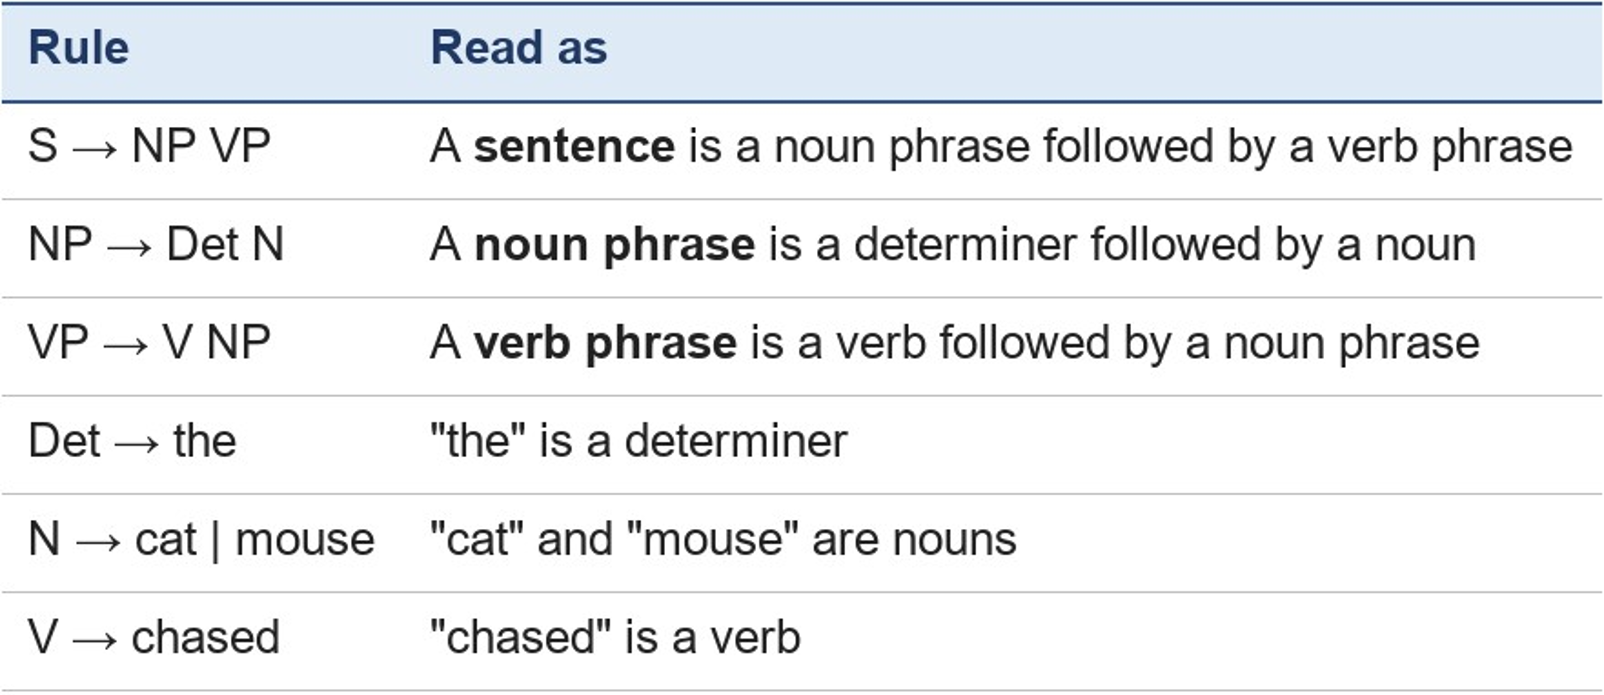 Rule Read as
S → NP VP A sentence is a noun phrase followed by a verb phrase
NP → Det N A noun phrase is a determiner followed by a noun
VP → V NP A verb phrase is a verb followed by a noun phrase
Det → the "the" is a determiner
N → cat | mouse "cat" and "mouse" are nouns
V → chased "chased" is a verb